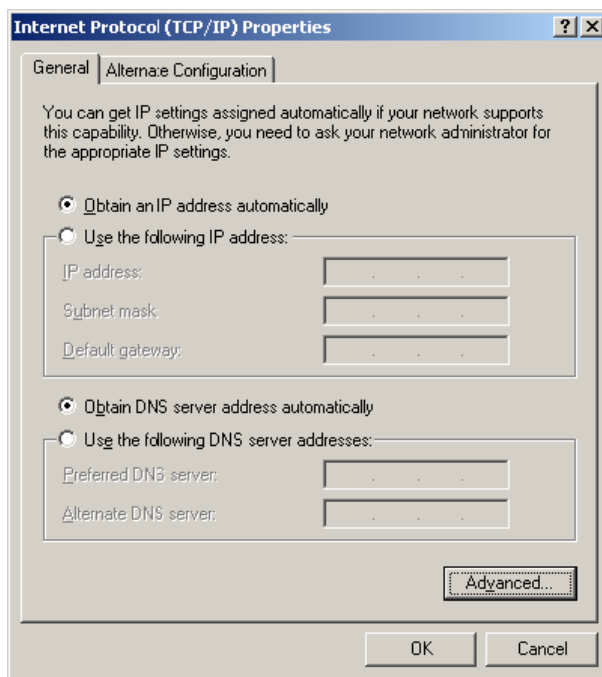 Internet Protocol (TCP/IP) Properties
General
Alternate Configuration
You can get IP settings assigned automatically if your network supports
this capability. Otherwise, you need to ask your network administrator for
the appropriate IP settings.
Obtain an IP address automatically
Use the following IP address:
IP address:
Subnet mask:
Default gateway:
Obtain DNS server address automatically
Use the following DNS server addresses:
Preferred DNS server:
Alternate DNS server:
Advanced...
OK
Cancel